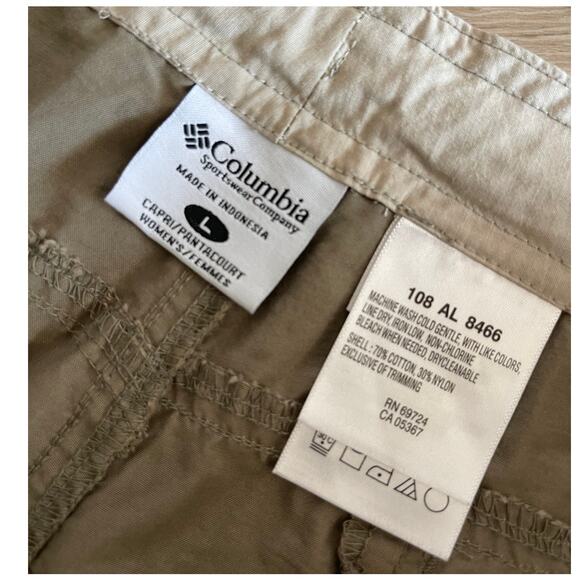 Columbia
Sportswear Company
MADE IN INDONESIA
L
CAPRI/PANTACOURT
WOMEN'S/FEMMES
108 AL 8466
MACHINE WASH COLD GENTLE, WITH LIKE COLORS,
LINE DRY, IRON LOW, NON-CHLORINE
BLEACH WHEN NEEDED, DRYCLEANABLE
SHELL : 70% COTTON, 30% NYLON
EXCLUSIVE OF TRIMMING
RN 69724
CA 05367
30°C